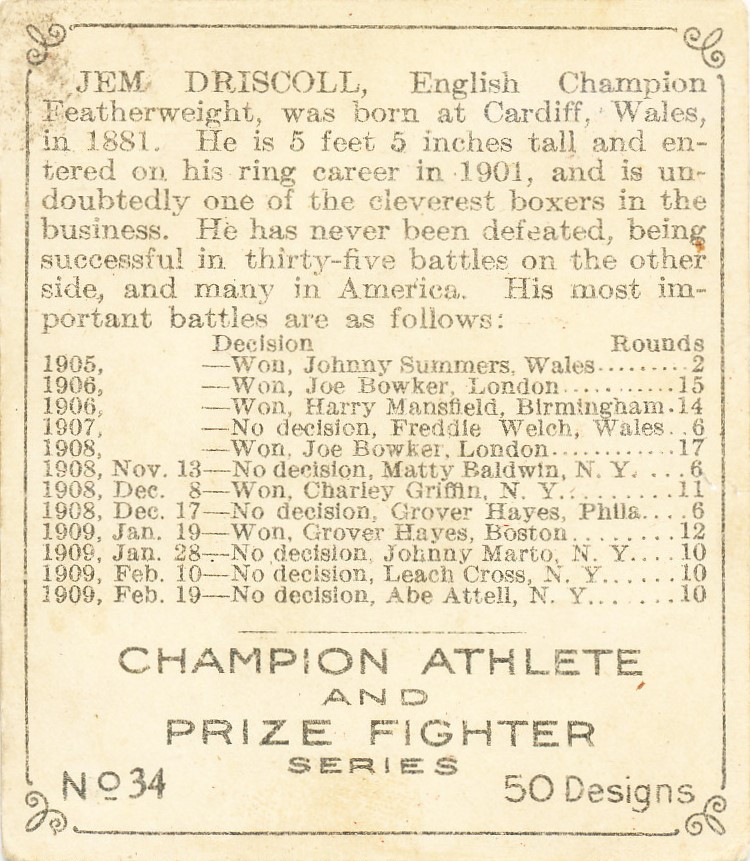 JEM DRISCOLL, English Champion
Featherweight, was born at Cardiff, Wales,
in 1881. He is 5 feet 5 inches tall and en-
tered on his ring career in 1901, and is un-
doubtedly one of the cleverest boxers in the
business. He has never been defeated, being
successful in thirty-five battles on the other
side, and many in America. His most im-
portant battles are as follows:
Decision Rounds
1905, —Won, Johnny Summers, Wales.........2
1906, —Won, Joe Bowker, London..........15
1906, —Won, Harry Mansfield, Birmingham.14
1907, —No decision, Freddie Welch, Wales..6
1908, —Won, Joe Bowker, London...........17
1908, Nov. 13—No decision, Matty Baldwin, N. Y. ...6
1908, Dec. 8—Won, Charley Griffin, N. Y.........11
1908, Dec. 17—No decision, Grover Hayes, Phila....6
1909, Jan. 19—Won, Grover Hayes, Boston.........12
1909, Jan. 28—No decision, Johnny Marto, N. Y....10
1909, Feb. 10—No decision, Leach Cross, N. Y......10
1909, Feb. 19—No decision, Abe Attell, N. Y.......10
CHAMPION ATHLETE
AND
PRIZE FIGHTER
SERIES
Nº 34 50 Designs